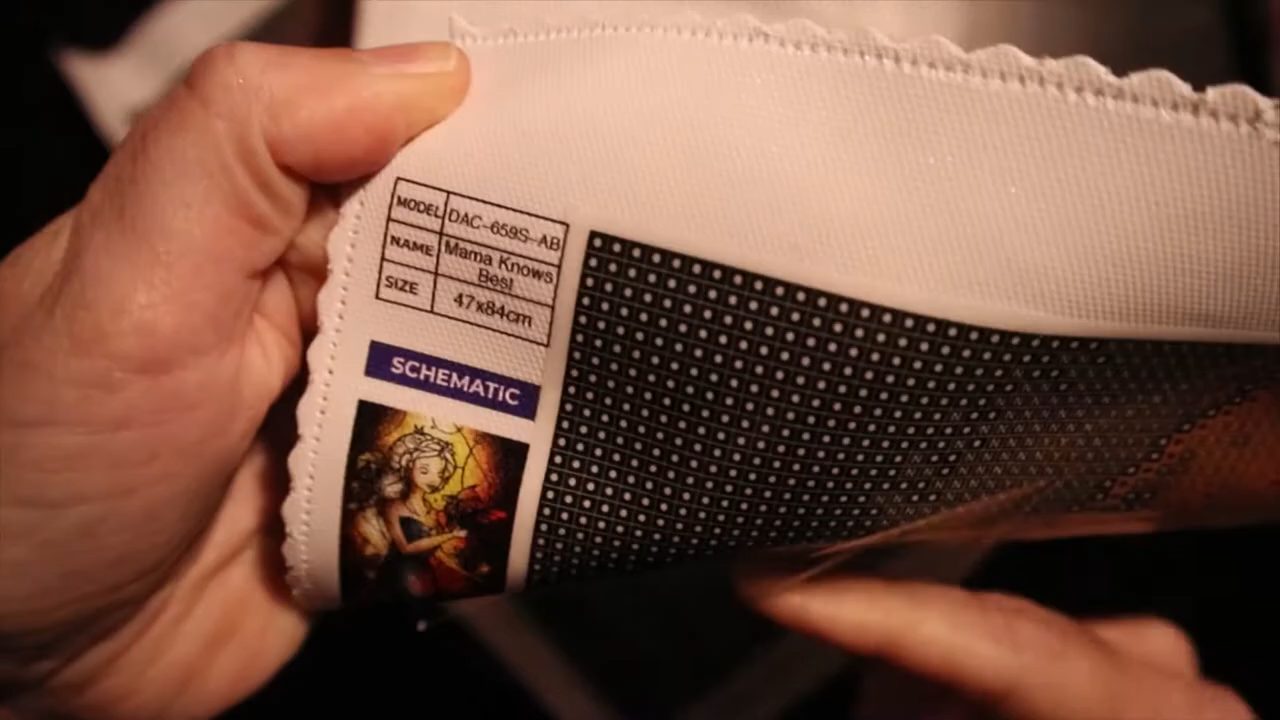 MODEL DAC-659S-AB
NAME Mama Knows
Best
SIZE 47x84cm
SCHEMATIC